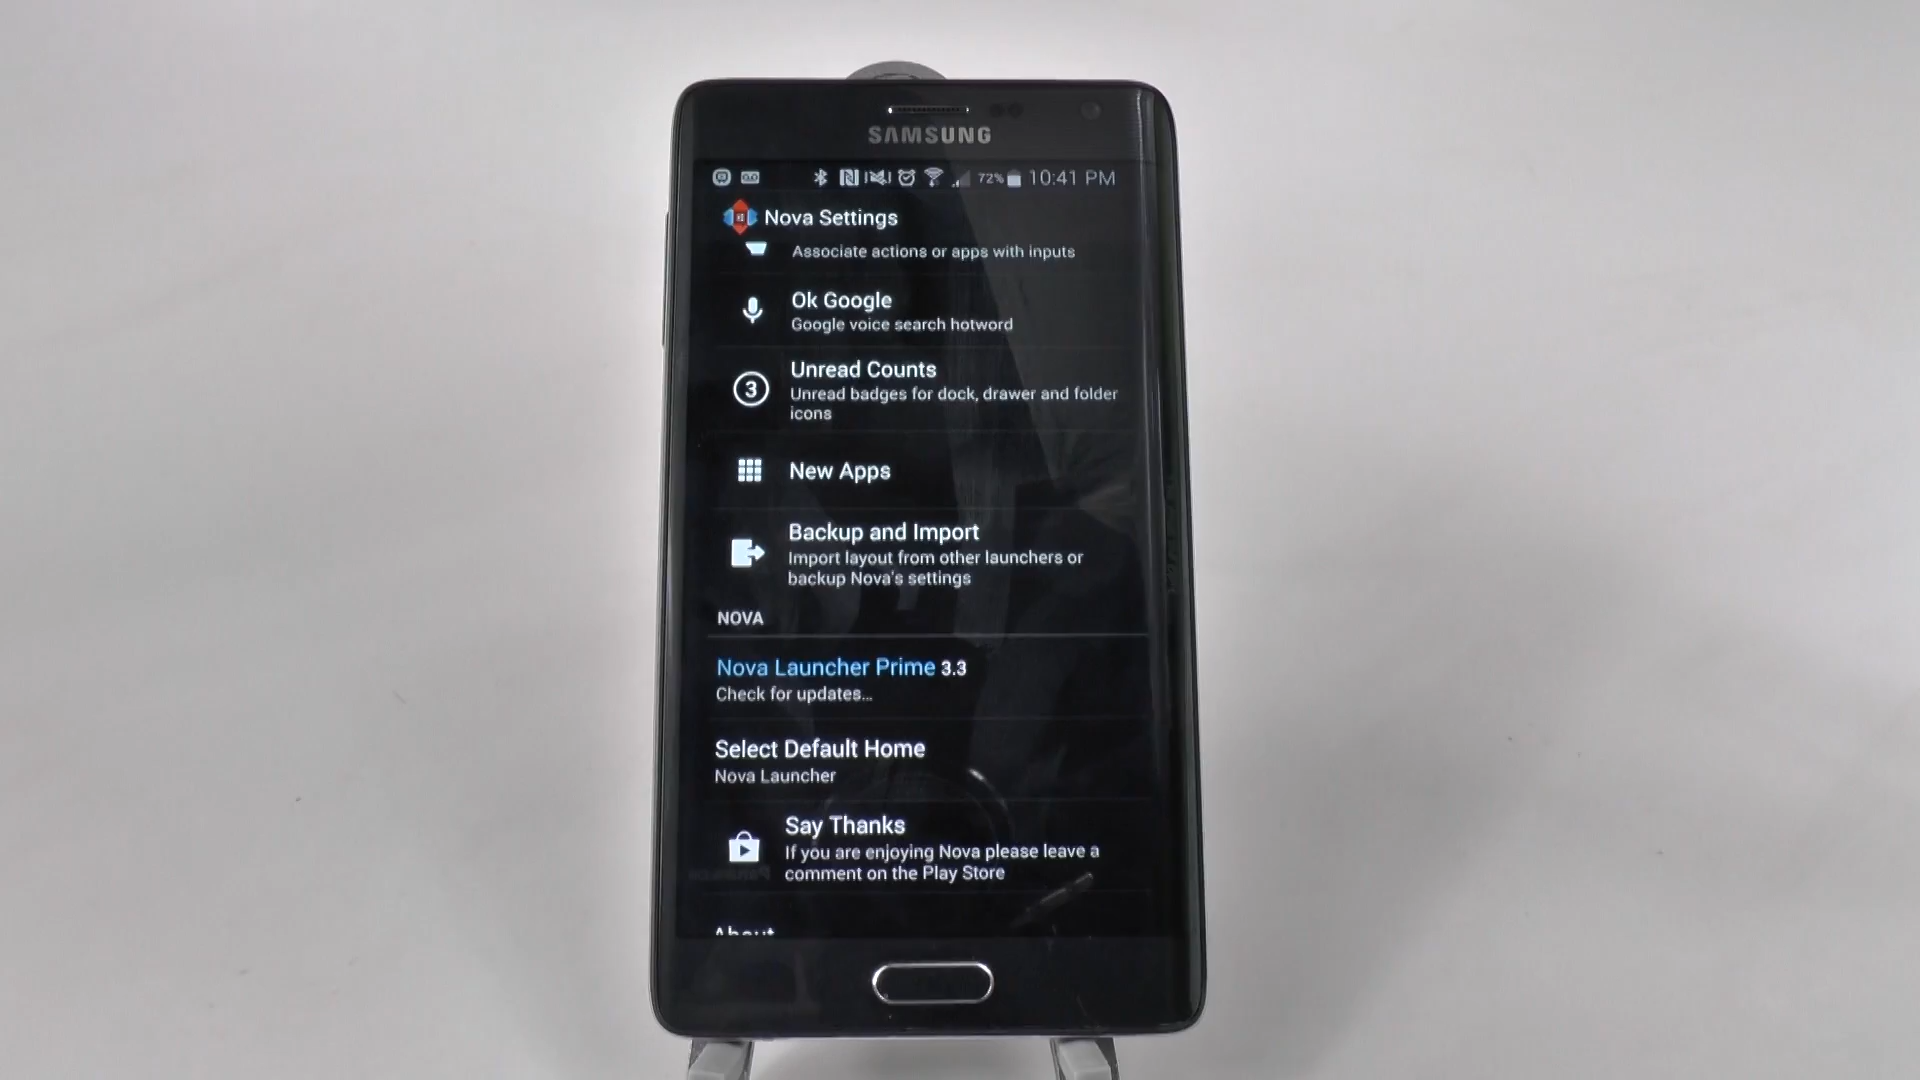 SAMSUNG
72% 10:41 PM
Nova Settings
Associate actions or apps with inputs
Ok Google
Google voice search hotword
Unread Counts
3
Unread badges for dock, drawer and folder
icons
New Apps
Backup and Import
Import layout from other launchers or
backup Nova's settings
NOVA
Nova Launcher Prime 3.3
Check for updates...
Select Default Home
Nova Launcher
Say Thanks
If you are enjoying Nova please leave a
comment on the Play Store
About